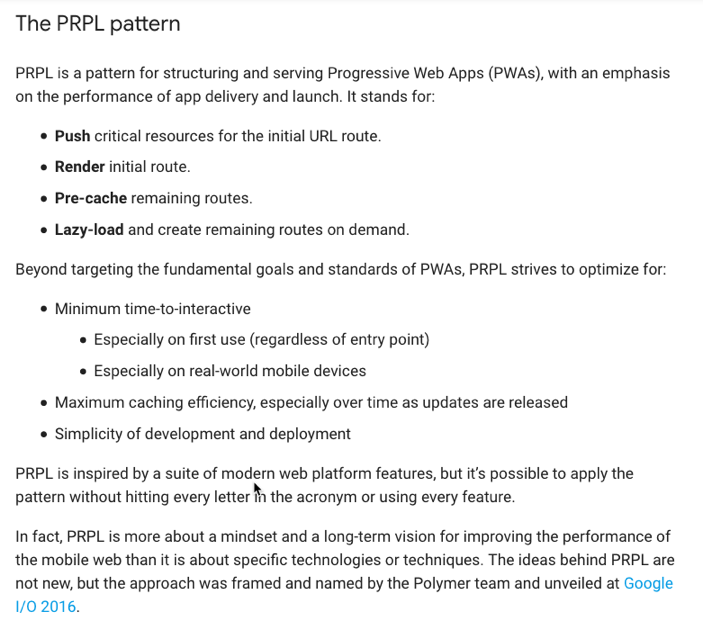 The PRPL pattern
PRPL is a pattern for structuring and serving Progressive Web Apps (PWAs), with an emphasis
on the performance of app delivery and launch. It stands for:
• Push critical resources for the initial URL route.
• Render initial route.
• Pre-cache remaining routes.
• Lazy-load and create remaining routes on demand.
Beyond targeting the fundamental goals and standards of PWAs, PRPL strives to optimize for:
• Minimum time-to-interactive
• Especially on first use (regardless of entry point)
• Especially on real-world mobile devices
• Maximum caching efficiency, especially over time as updates are released
• Simplicity of development and deployment
PRPL is inspired by a suite of modern web platform features, but it’s possible to apply the
pattern without hitting every letter in the acronym or using every feature.
In fact, PRPL is more about a mindset and a long-term vision for improving the performance of
the mobile web than it is about specific technologies or techniques. The ideas behind PRPL are
not new, but the approach was framed and named by the Polymer team and unveiled at Google
I/O 2016.